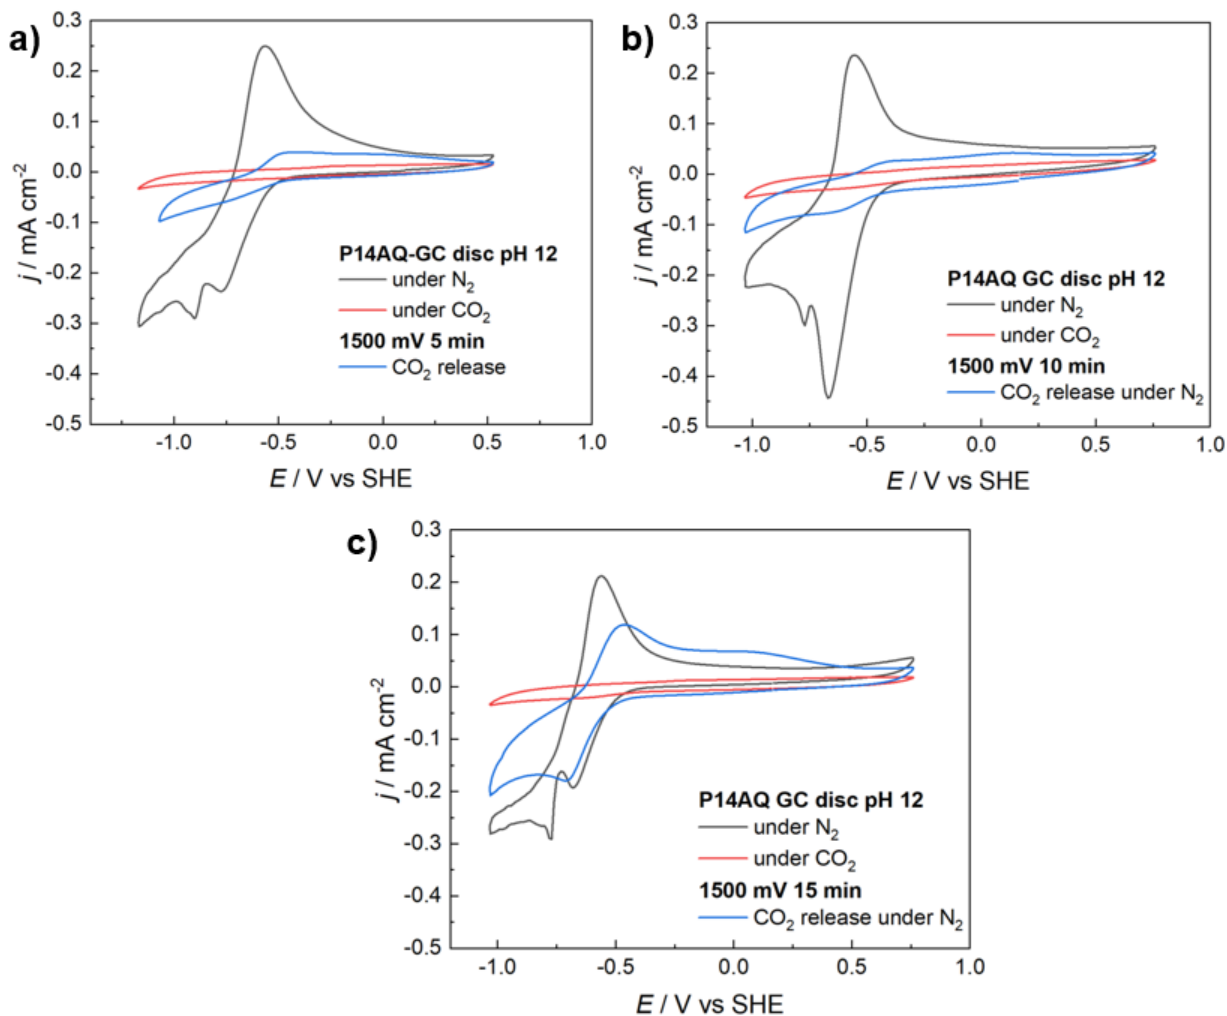 a)
0.3
0.2
0.1
0.0
-0.1
-0.2
-0.3
-0.4
-0.5
j / mA cm-2
P14AQ-GC disc pH 12
under N2
under CO2
1500 mV 5 min
CO2 release
-1.0 -0.5 0.0 0.5 1.0
E / V vs SHE
b)
0.3
0.2
0.1
0.0
-0.1
-0.2
-0.3
-0.4
-0.5
j / mA cm-2
P14AQ GC disc pH 12
under N2
under CO2
1500 mV 10 min
CO2 release under N2
-1.0 -0.5 0.0 0.5 1.0
E / V vs SHE
c)
0.3
0.2
0.1
0.0
-0.1
-0.2
-0.3
-0.4
-0.5
j / mA cm-2
P14AQ GC disc pH 12
under N2
under CO2
1500 mV 15 min
CO2 release under N2
-1.0 -0.5 0.0 0.5 1.0
E / V vs SHE